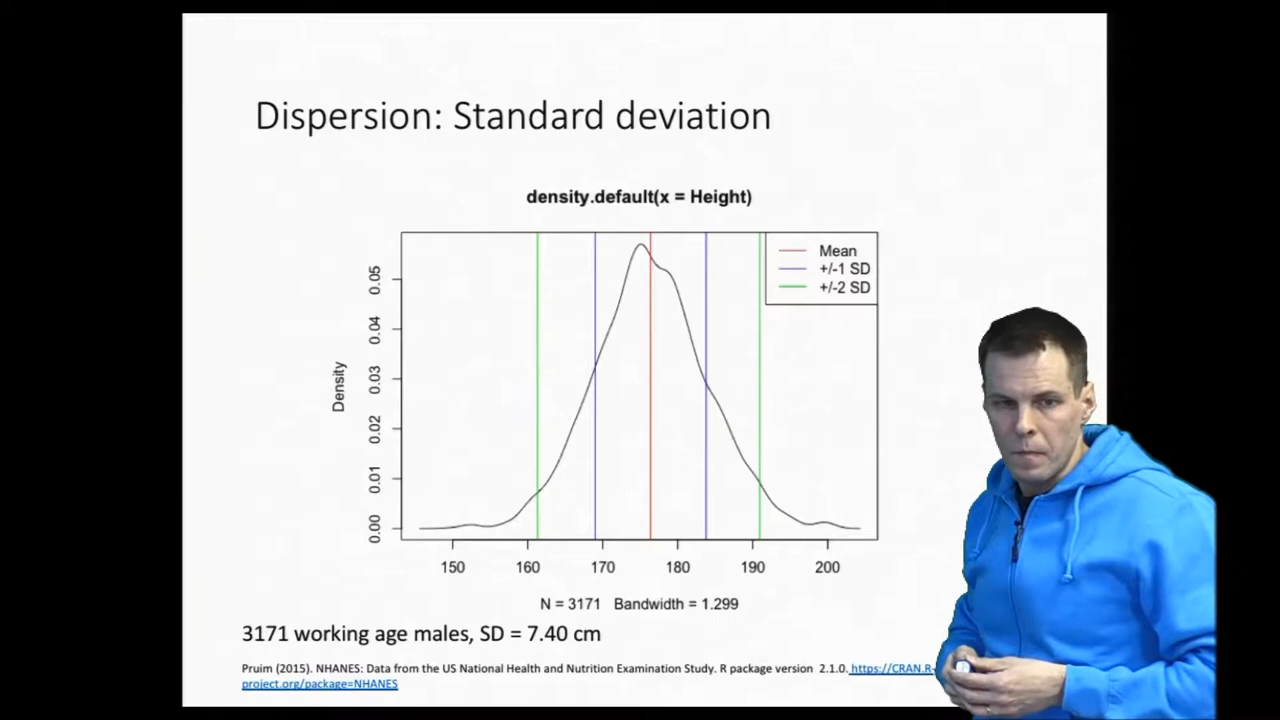 Dispersion: Standard deviation
density.default(x = Height)
Mean
+/-1 SD
+/-2 SD
Density
0.05
0.04
0.03
0.02
0.01
0.00
150 160 170 180 190 200
N = 3171 Bandwidth = 1.299
3171 working age males, SD = 7.40 cm
Pruim (2015). NHANES: Data from the US National Health and Nutrition Examination Study. R package version 2.1.0. https://CRAN.R-
project.org/package=NHANES